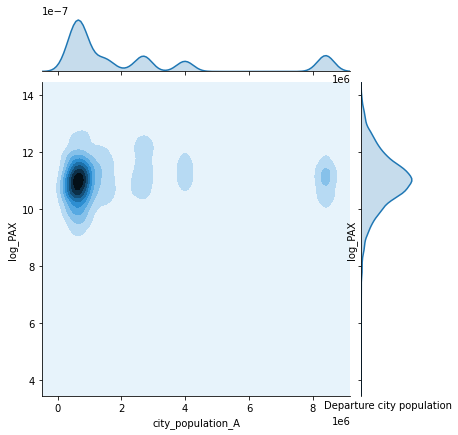 1e−7
1e6
14
12
10
8
6
4
log_PAX
log_PAX
0 2 4 6 8
Departure city population
city_population_A
1e6